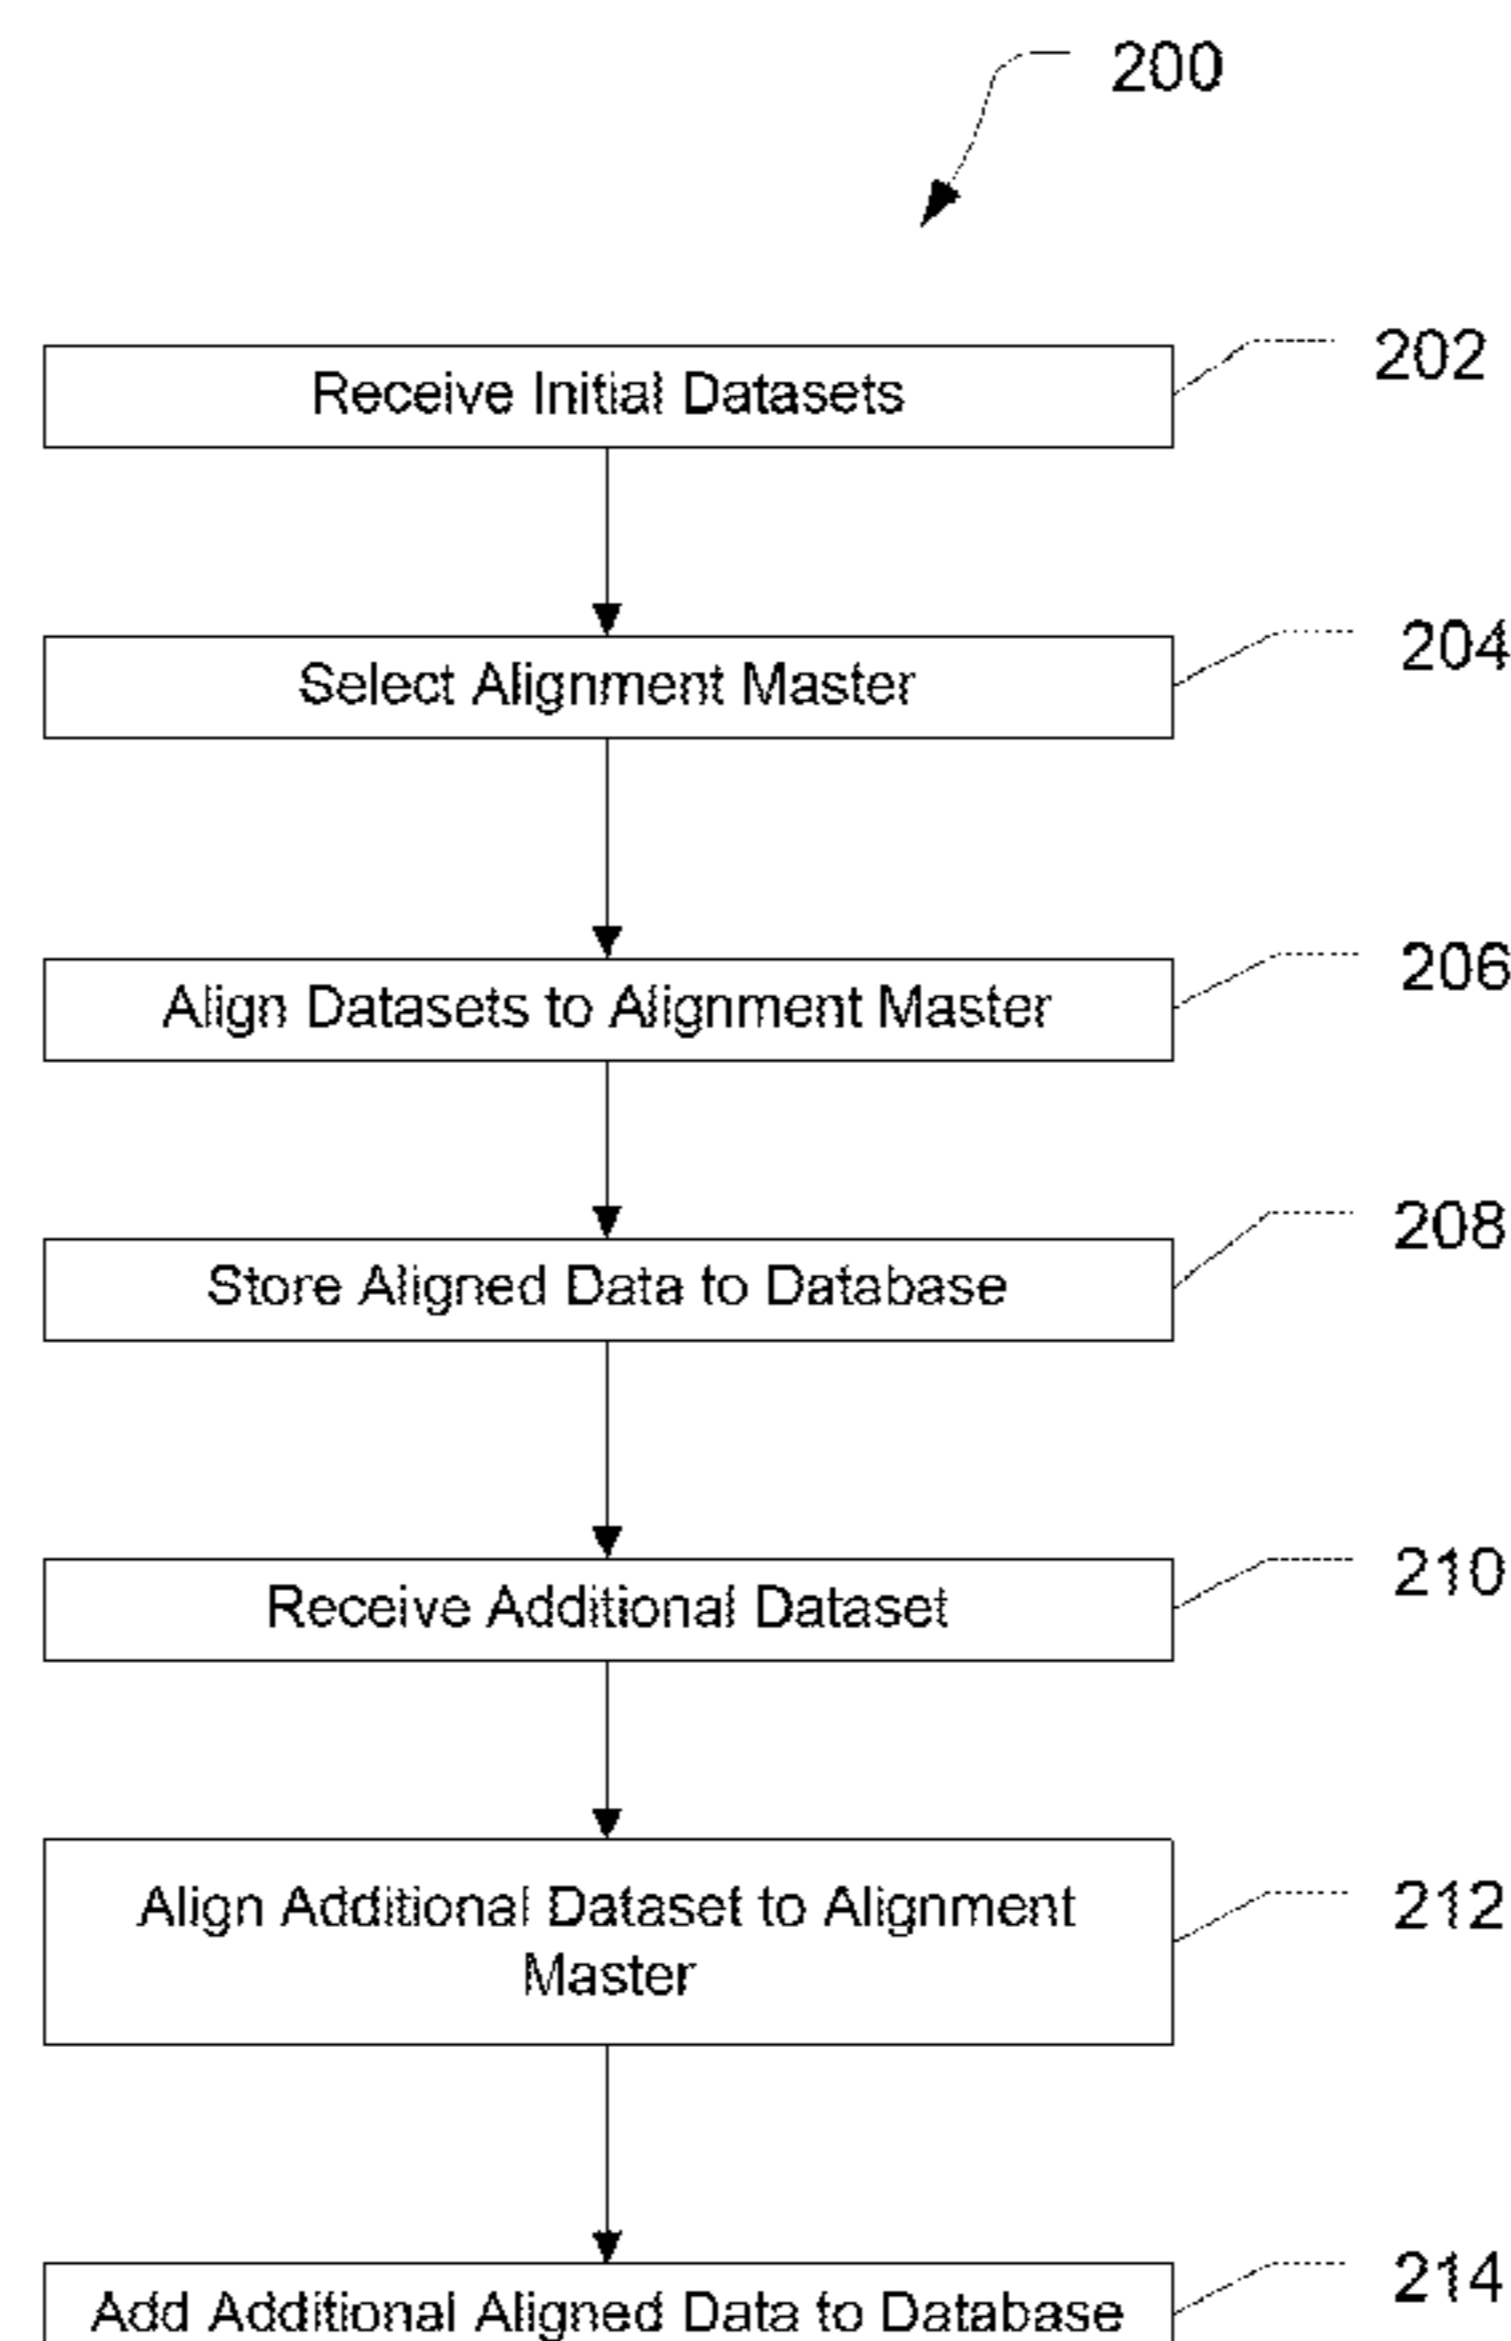 200
Receive Initial Datasets
202
Select Alignment Master
204
Align Datasets to Alignment Master
206
Store Aligned Data to Database
208
Receive Additional Dataset
210
Align Additional Dataset to Alignment
Master
212
Add Additional Aligned Data to Database
214